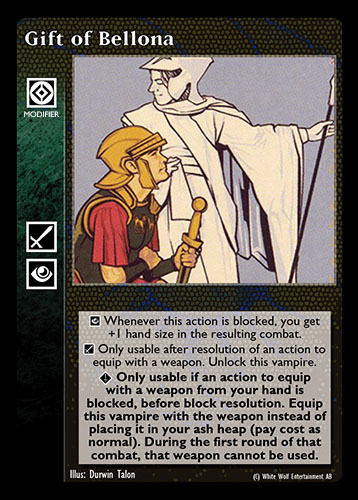 Gift of Bellona
MODIFIER
Whenever this action is blocked, you get
+1 hand size in the resulting combat.
Only usable after resolution of an action to
equip with a weapon. Unlock this vampire.
Only usable if an action to equip
with a weapon from your hand is
blocked, before block resolution. Equip
this vampire with the weapon instead of
placing it in your ash heap (pay cost as
normal). During the first round of that
combat, that weapon cannot be used.
Illus: Durwin Talon
(C) White Wolf Entertainment AB